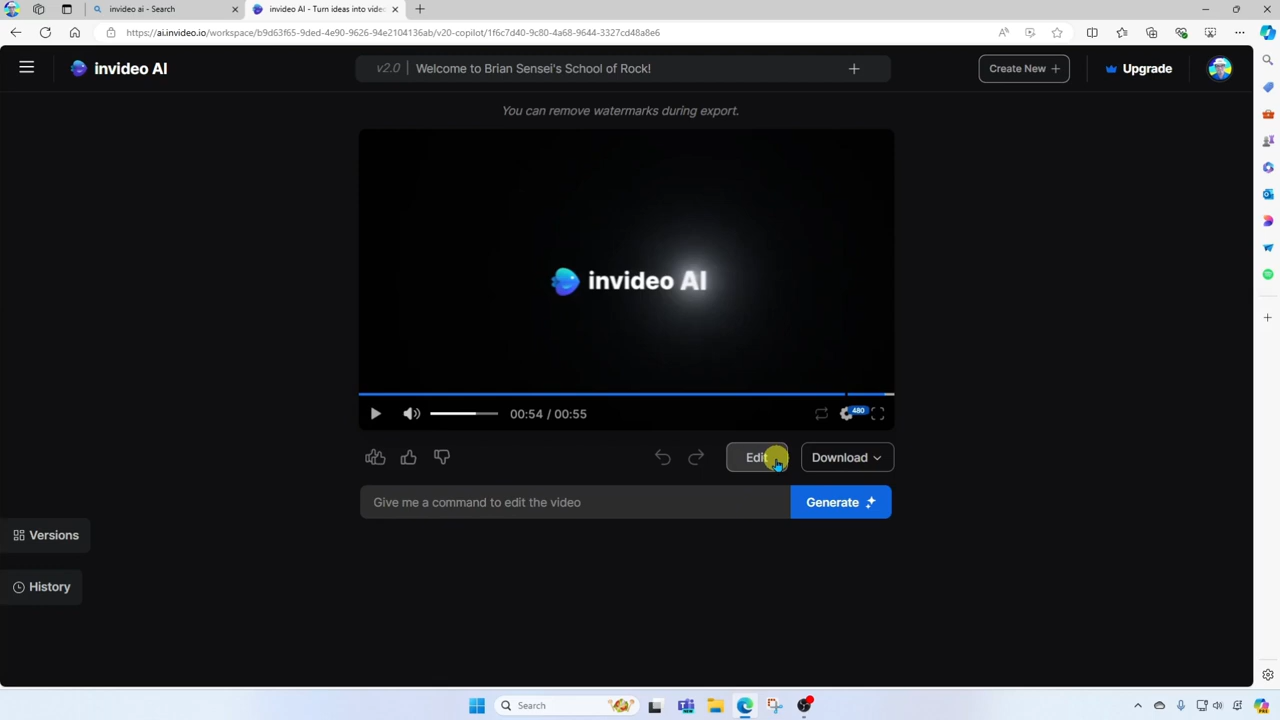 invideo ai - Search
invideo AI - Turn ideas into vide
https://ai.invideo.io/workspace/b9d63f65-9ded-4e90-9626-94e2104136ab/v20-copilot/1f6c7d40-9c80-4a68-9644-3327cd48a8e6
invideo AI
v2.0 | Welcome to Brian Sensei's School of Rock!
Create New +
Upgrade
You can remove watermarks during export.
invideo AI
00:54 / 00:55
480
Edit
Download
Give me a command to edit the video
Generate
Versions
History
Search